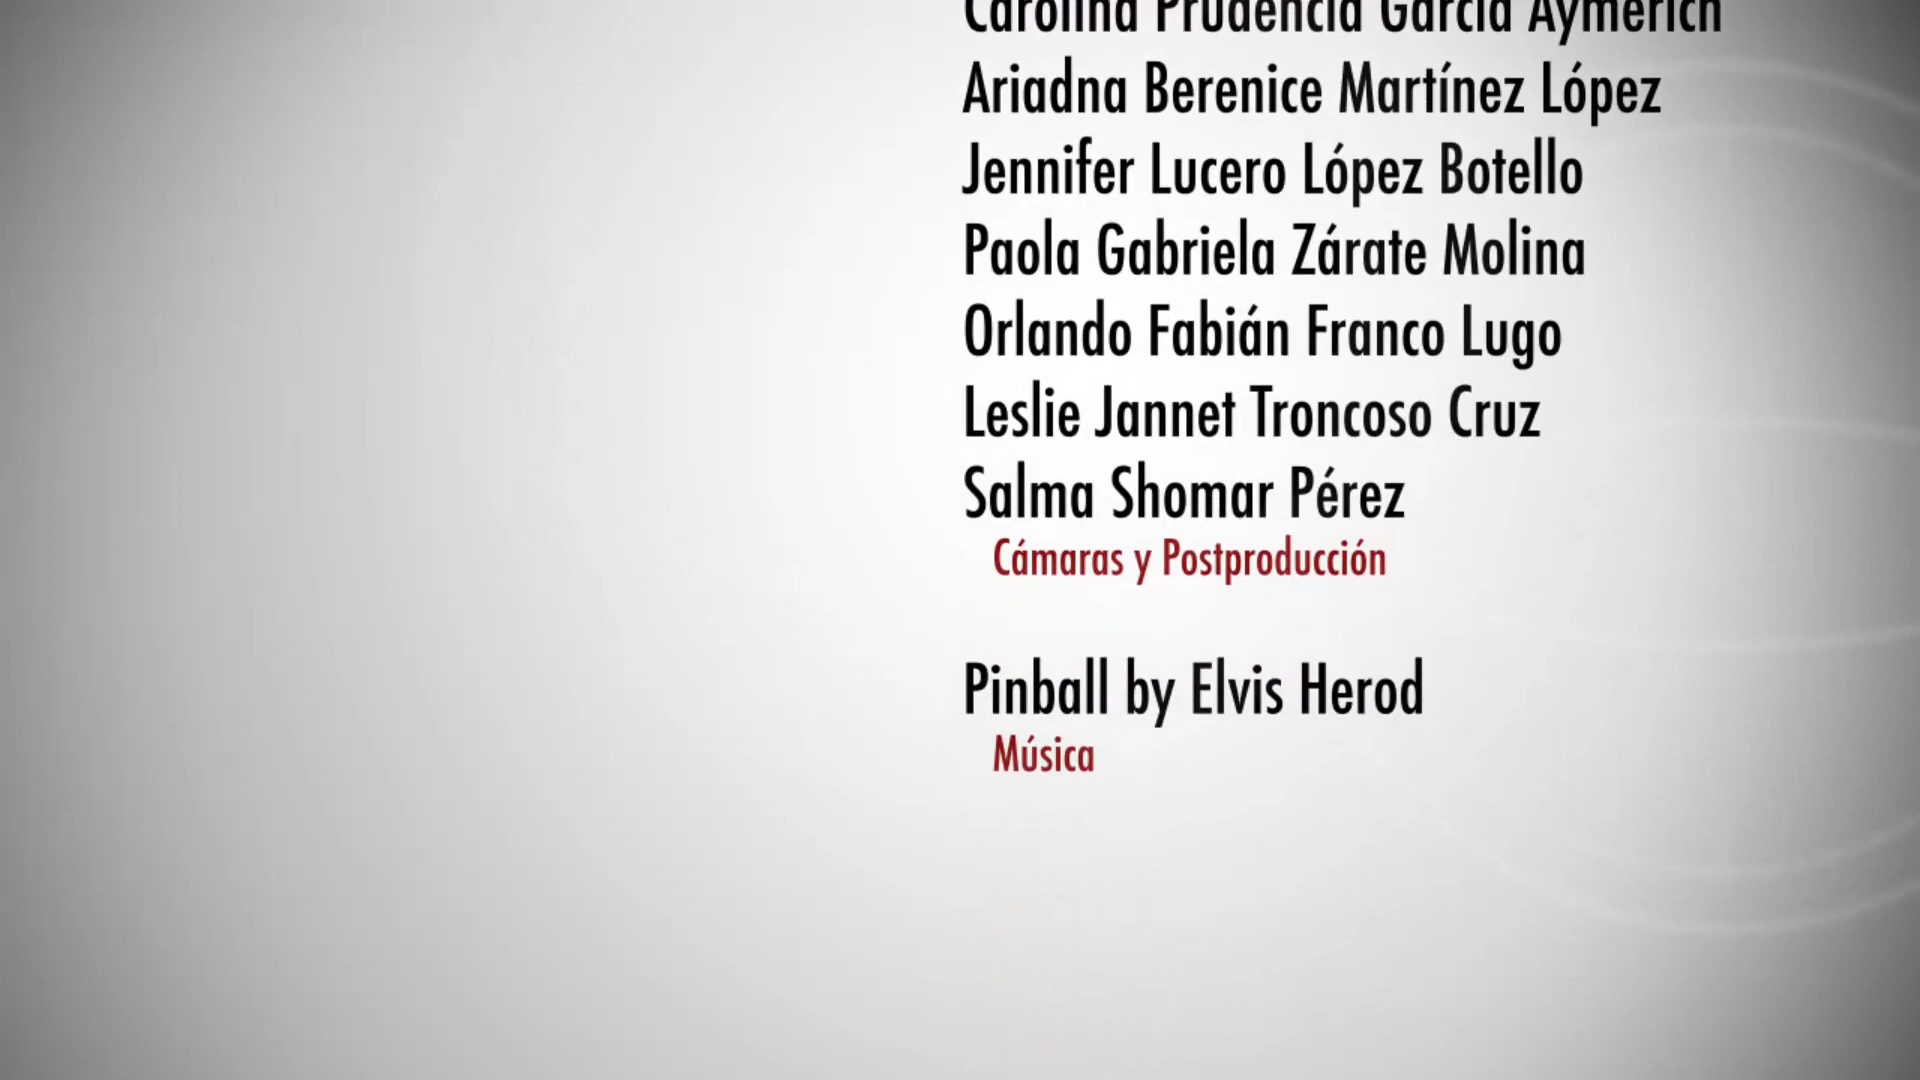 Carolina Prudencia García Aymerich
Ariadna Berenice Martínez López
Jennifer Lucero López Botello
Paola Gabriela Zárate Molina
Orlando Fabián Franco Lugo
Leslie Jannet Troncoso Cruz
Salma Shomar Pérez
Cámaras y Postproducción
Pinball by Elvis Herod
Música